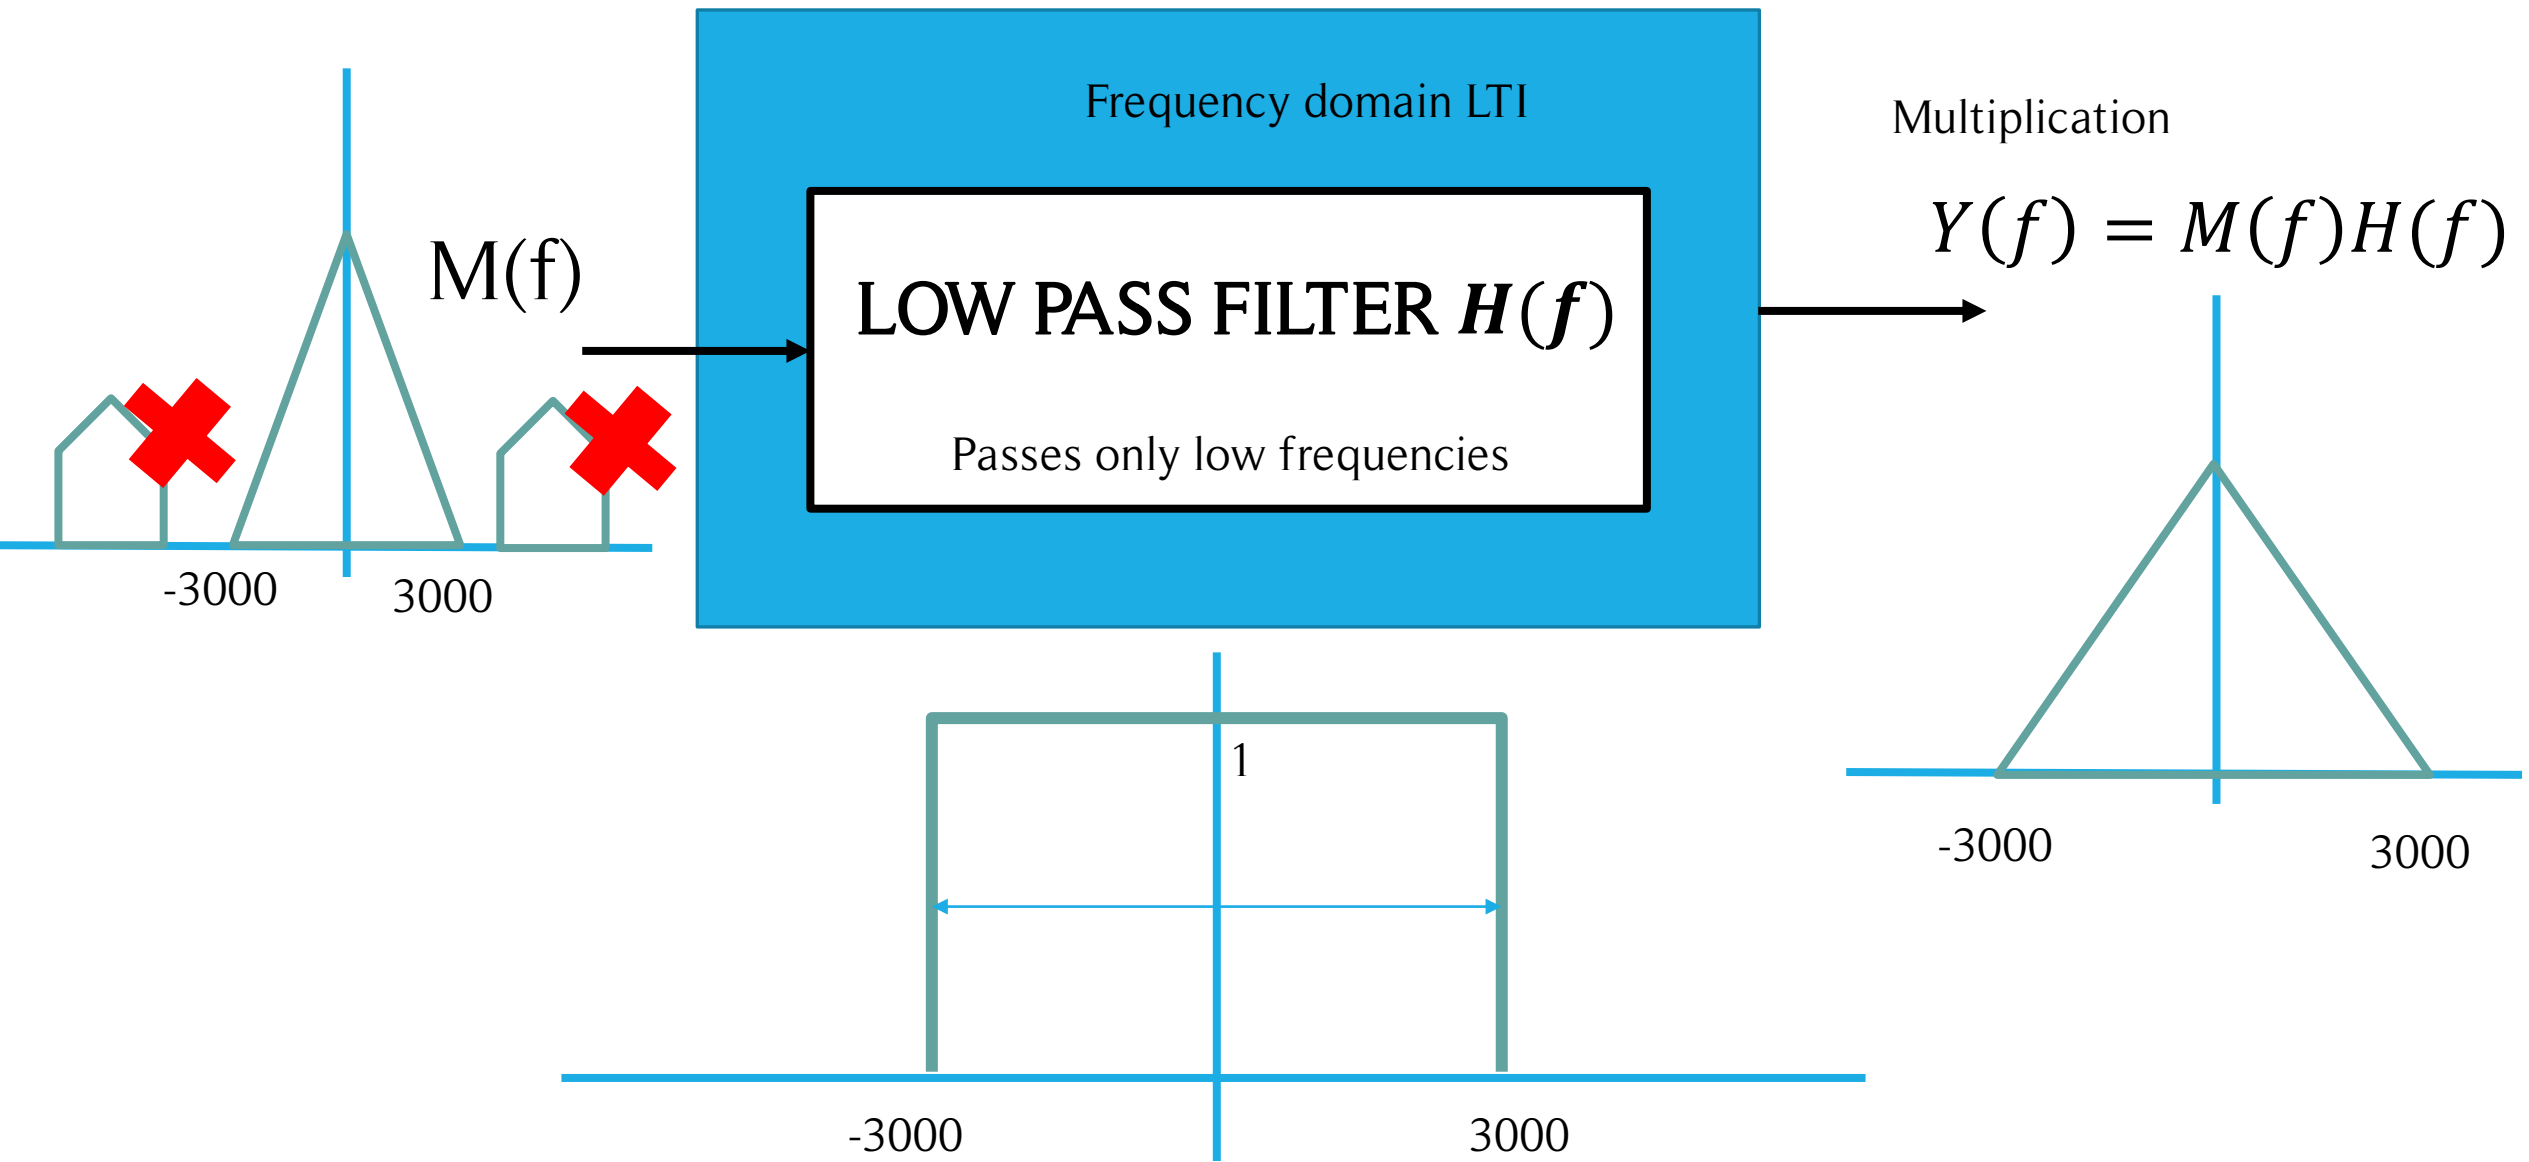 Frequency domain LTI
Multiplication
Y(f) = M(f)H(f)
M(f)
LOW PASS FILTER H(f)
Passes only low frequencies
-3000
3000
1
-3000
3000
-3000
3000